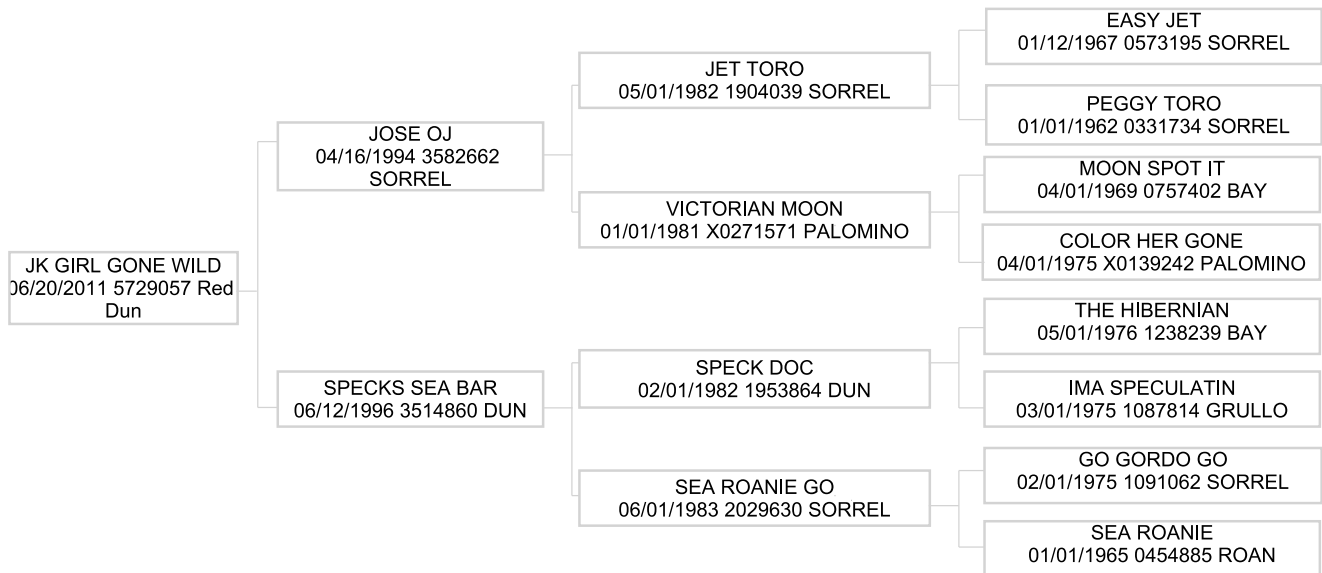 EASY JET
01/12/1967 0573195 SORREL
JET TORO
05/01/1982 1904039 SORREL
PEGGY TORO
01/01/1962 0331734 SORREL
JOSE OJ
04/16/1994 3582662
SORREL
MOON SPOT IT
04/01/1969 0757402 BAY
VICTORIAN MOON
01/01/1981 X0271571 PALOMINO
COLOR HER GONE
04/01/1975 X0139242 PALOMINO
JK GIRL GONE WILD
06/20/2011 5729057 Red
Dun
THE HIBERNIAN
05/01/1976 1238239 BAY
SPECK DOC
02/01/1982 1953864 DUN
SPECKS SEA BAR
06/12/1996 3514860 DUN
IMA SPECULATIN
03/01/1975 1087814 GRULLO
GO GORDO GO
02/01/1975 1091062 SORREL
SEA ROANIE GO
06/01/1983 2029630 SORREL
SEA ROANIE
01/01/1965 0454885 ROAN